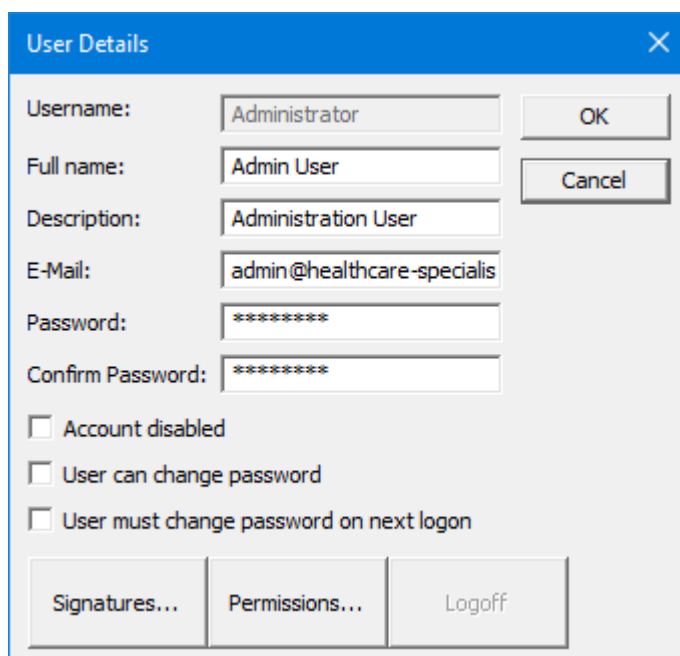 User Details
Username: Administrator OK
Full name: Admin User Cancel
Description: Administration User
E-Mail: admin@healthcare-specialis
Password: ********
Confirm Password: ********
Account disabled
User can change password
User must change password on next logon
Signatures... Permissions... Logoff